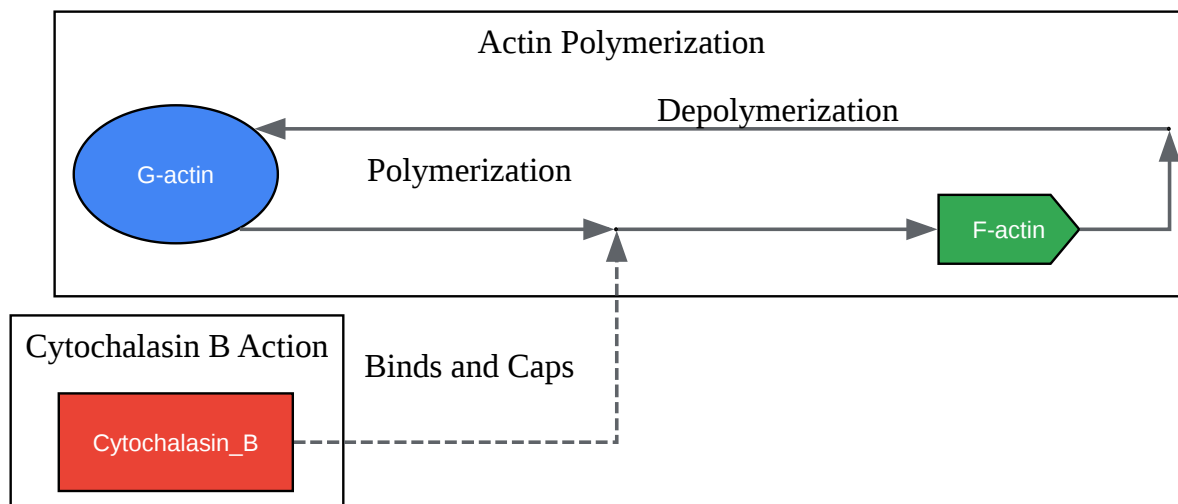 Actin Polymerization
Depolymerization
G-actin
Polymerization
F-actin
Cytochalasin B Action
Binds and Caps
Cytochalasin_B